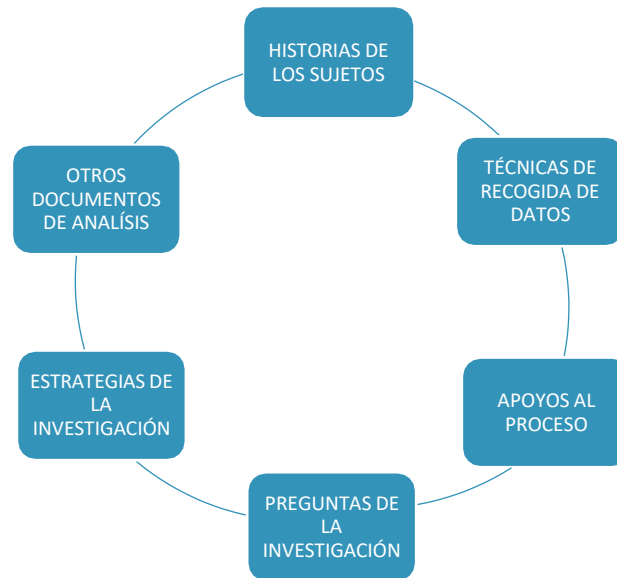 HISTORIAS DE
LOS SUJETOS
TÉCNICAS DE
RECOGIDA DE
DATOS
APOYOS AL
PROCESO
PREGUNTAS DE
LA
INVESTIGACIÓN
ESTRATEGIAS DE
LA
INVESTIGACIÓN
OTROS
DOCUMENTOS
DE ANALÍSIS